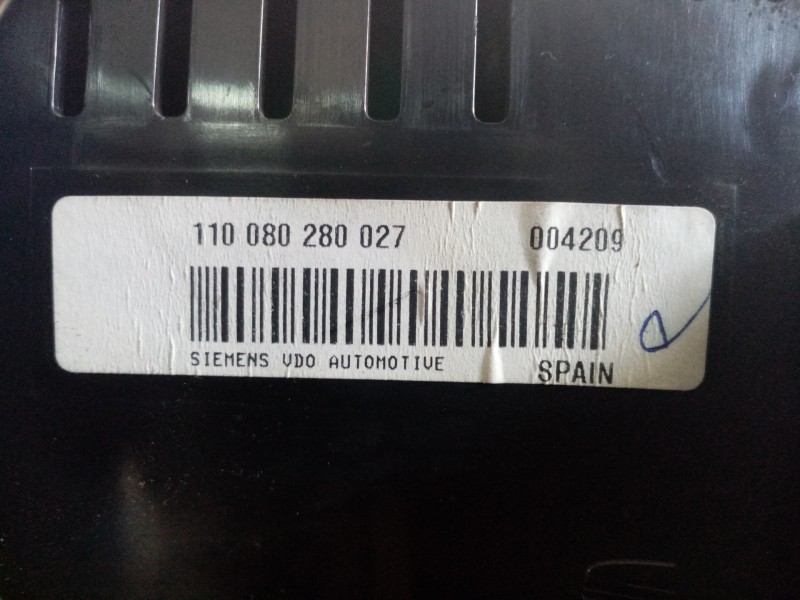 110 080 280 027 004209
SIEMENS VDO AUTOMOTIVE SPAIN